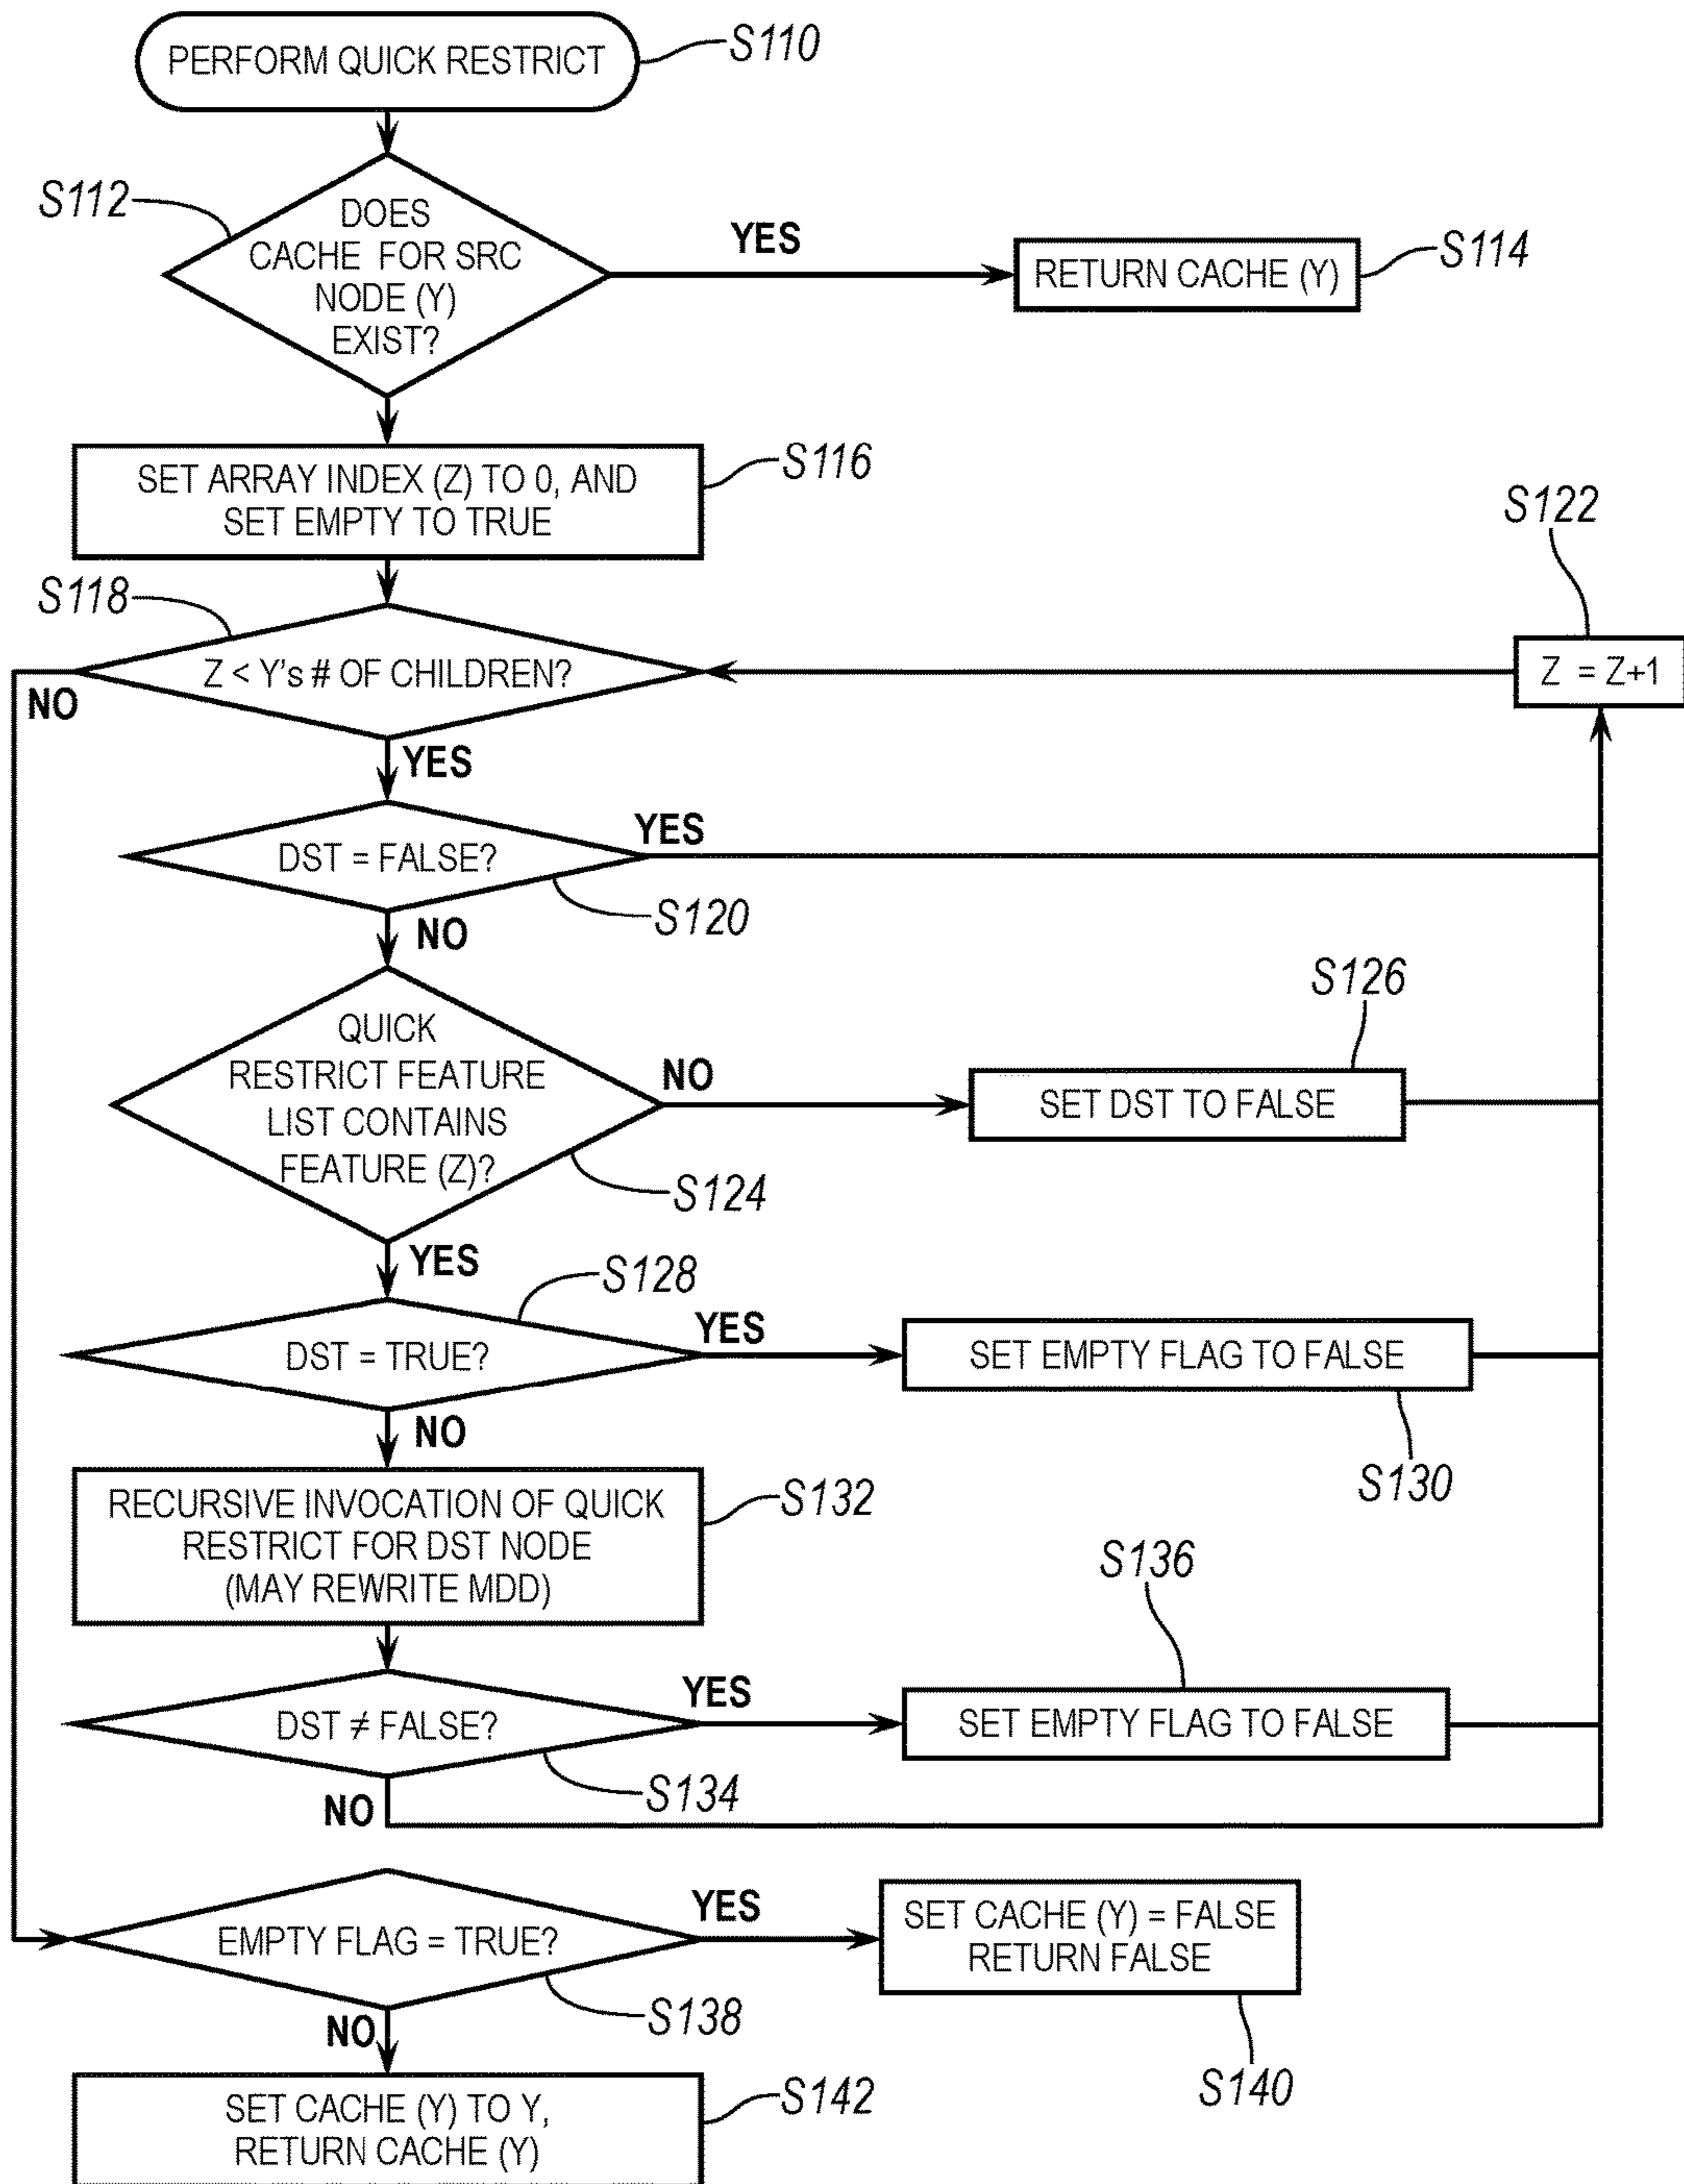 PERFORM QUICK RESTRICT
S110
S112
DOES
CACHE FOR SRC
NODE (Y)
EXIST?
YES
RETURN CACHE (Y)
S114
SET ARRAY INDEX (Z) TO 0, AND
SET EMPTY TO TRUE
S116
S122
S118
Z < Y's # OF CHILDREN?
Z = Z+1
NO
YES
DST = FALSE?
YES
S120
NO
S126
QUICK
RESTRICT FEATURE
LIST CONTAINS
FEATURE (Z)?
NO
SET DST TO FALSE
S124
YES
S128
DST = TRUE?
YES
SET EMPTY FLAG TO FALSE
NO
S130
RECURSIVE INVOCATION OF QUICK
RESTRICT FOR DST NODE
(MAY REWRITE MDD)
S132
S136
DST ≠ FALSE?
YES
SET EMPTY FLAG TO FALSE
S134
NO
EMPTY FLAG = TRUE?
YES
SET CACHE (Y) = FALSE
RETURN FALSE
S138
NO
S140
SET CACHE (Y) TO Y,
RETURN CACHE (Y)
S142